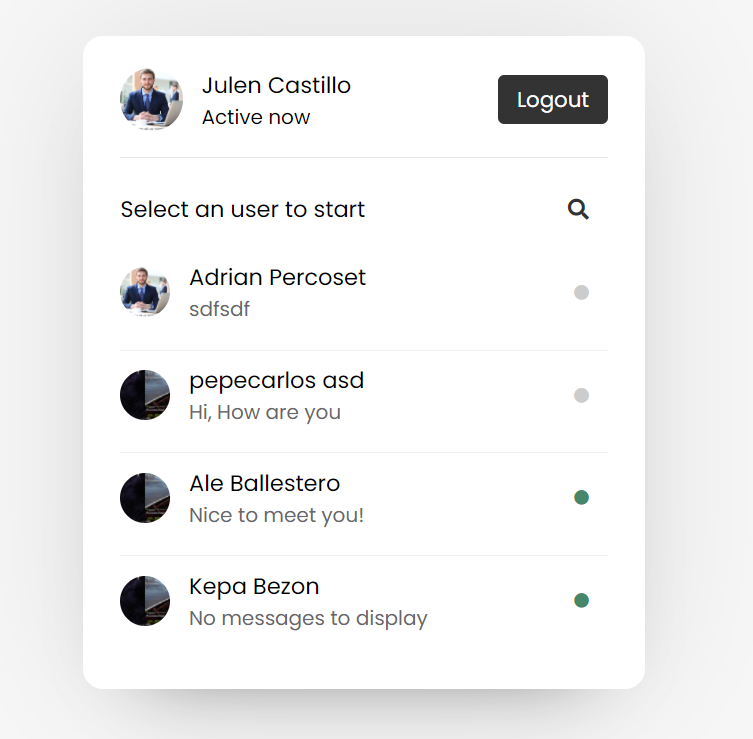 Julen Castillo
Active now
Logout
Select an user to start
Adrian Percoset
sdfsdf
pepecarlos asd
Hi, How are you
Ale Ballestero
Nice to meet you!
Kepa Bezon
No messages to display